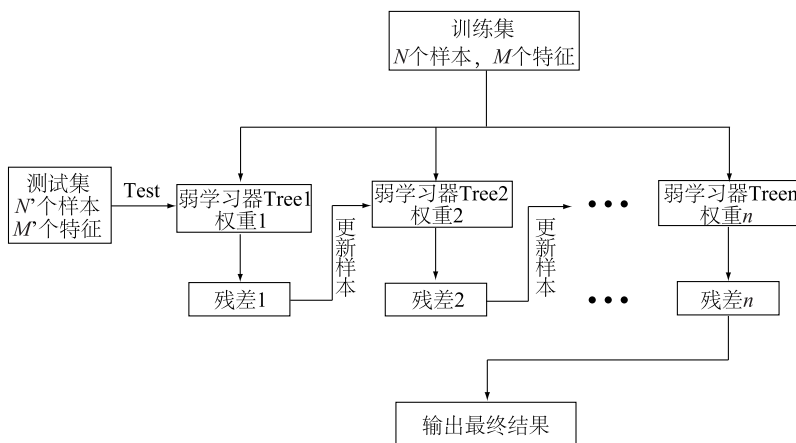 训练集
N个样本，M个特征
测试集
N’个样本
M’个特征
Test
弱学习器Tree1
权重1
更新样本
弱学习器Tree2
权重2
更新样本
•••
弱学习器Treen
权重n
残差1
残差2
•••
残差n
输出最终结果